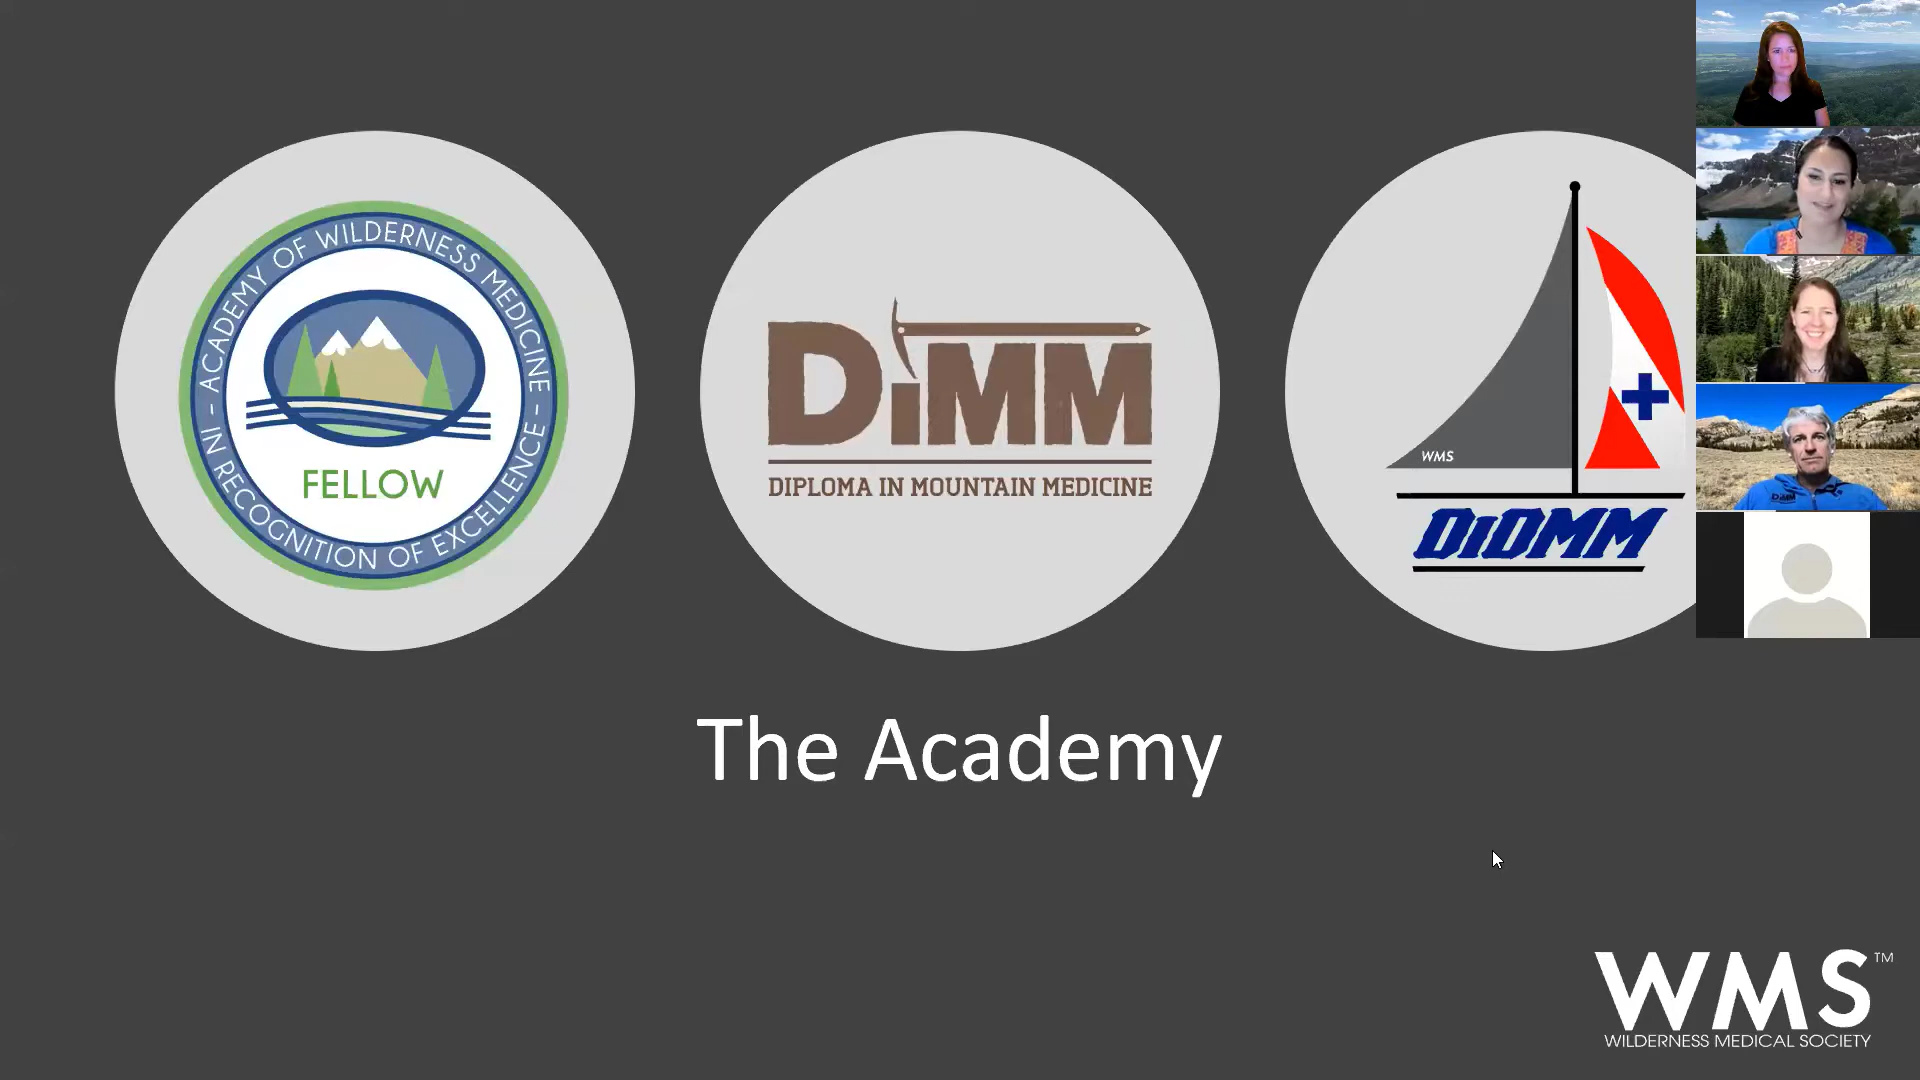 ACADEMY OF WILDERNESS MEDICINE
- IN RECOGNITION OF EXCELLENCE -
FELLOW
DiMM
DIPLOMA IN MOUNTAIN MEDICINE
WMS
DiDMM
DiMM
The Academy
WMS™
WILDERNESS MEDICAL SOCIETY